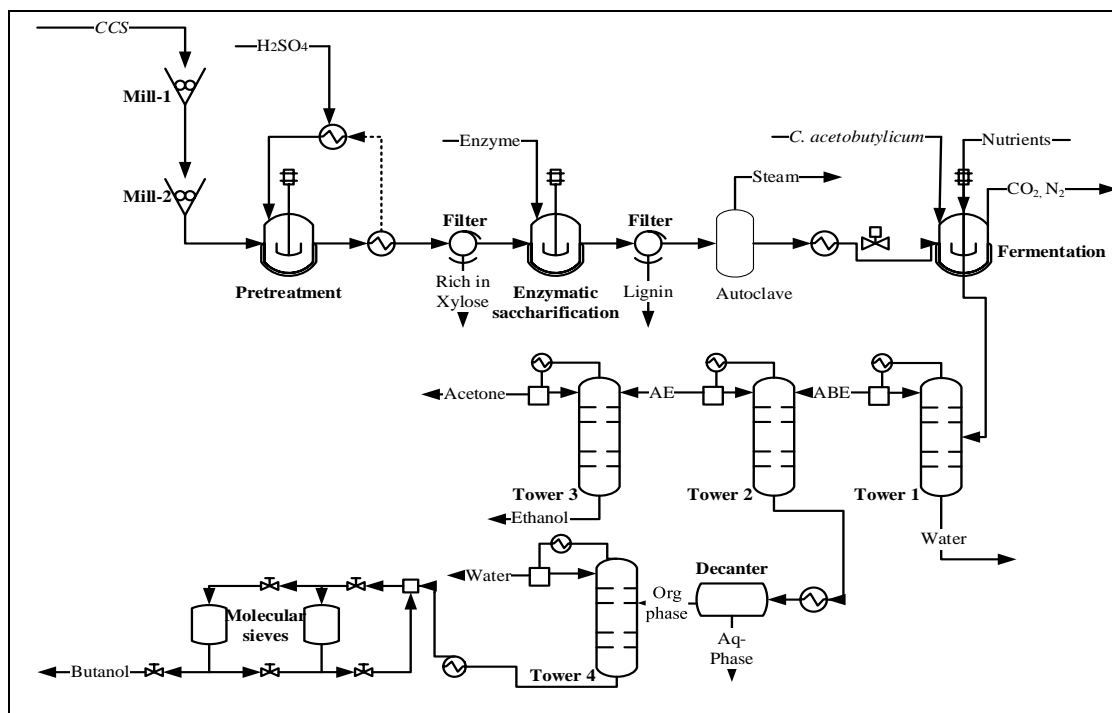 CCS
H2SO4
Mill-1
Enzyme
C. acetobutylicum
Nutrients
Steam
CO2, N2
Mill-2
Filter
Filter
Fermentation
Pretreatment
Rich in
Xylose
Enzymatic
saccharification
Lignin
Autoclave
Acetone
AE
ABE
Tower 3
Tower 2
Tower 1
Ethanol
Water
Decanter
Water
Org
phase
Molecular
sieves
Aq-
Phase
Butanol
Tower 4